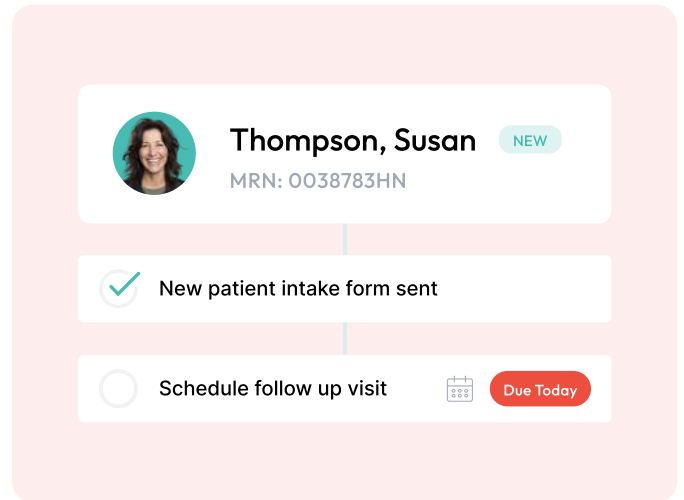 Thompson, Susan NEW
MRN: 0038783HN
New patient intake form sent
Schedule follow up visit Due Today